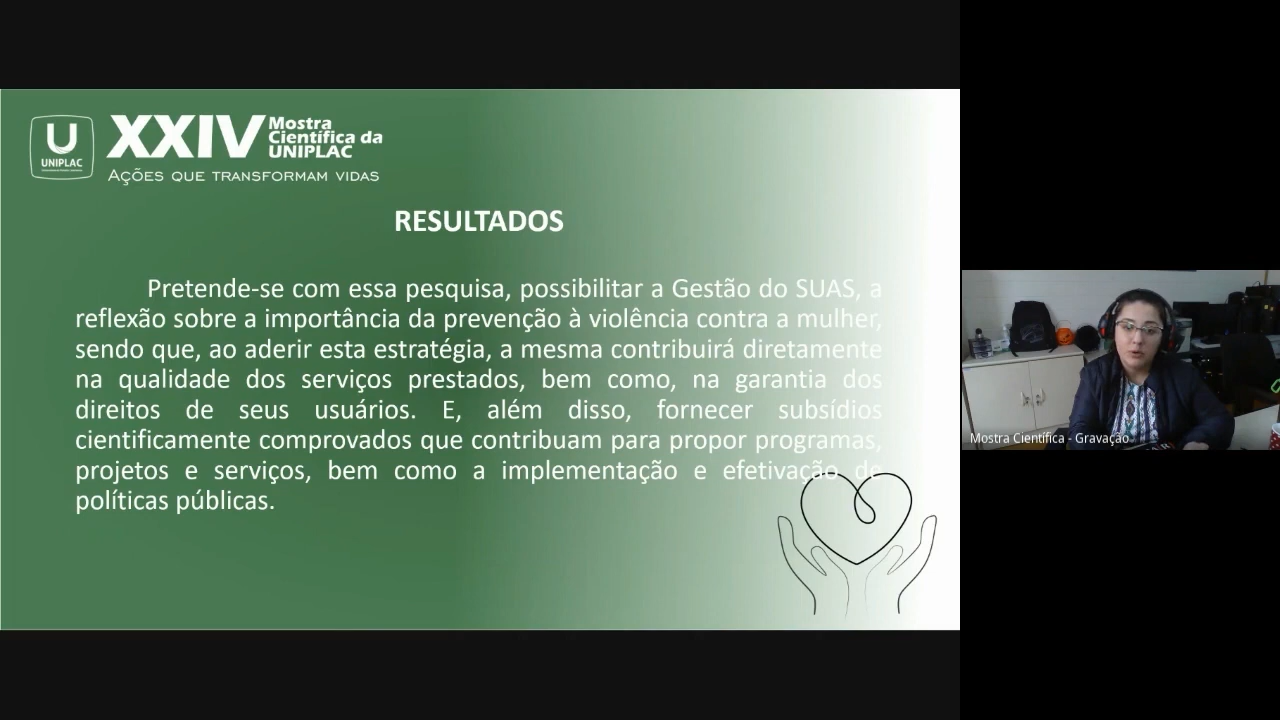 U
UNIPLAC
XXIV
Mostra
Científica da
UNIPLAC
AÇÕES QUE TRANSFORMAM VIDAS
RESULTADOS
Pretende-se com essa pesquisa, possibilitar a Gestão do SUAS, a
reflexão sobre a importância da prevenção à violência contra a mulher,
sendo que, ao aderir esta estratégia, a mesma contribuirá diretamente
na qualidade dos serviços prestados, bem como, na garantia dos
direitos de seus usuários. E, além disso, fornecer subsídios
cientificamente comprovados que contribuam para propor programas,
projetos e serviços, bem como a implementação e efetivação de
políticas públicas.
Mostra Científica - Gravação